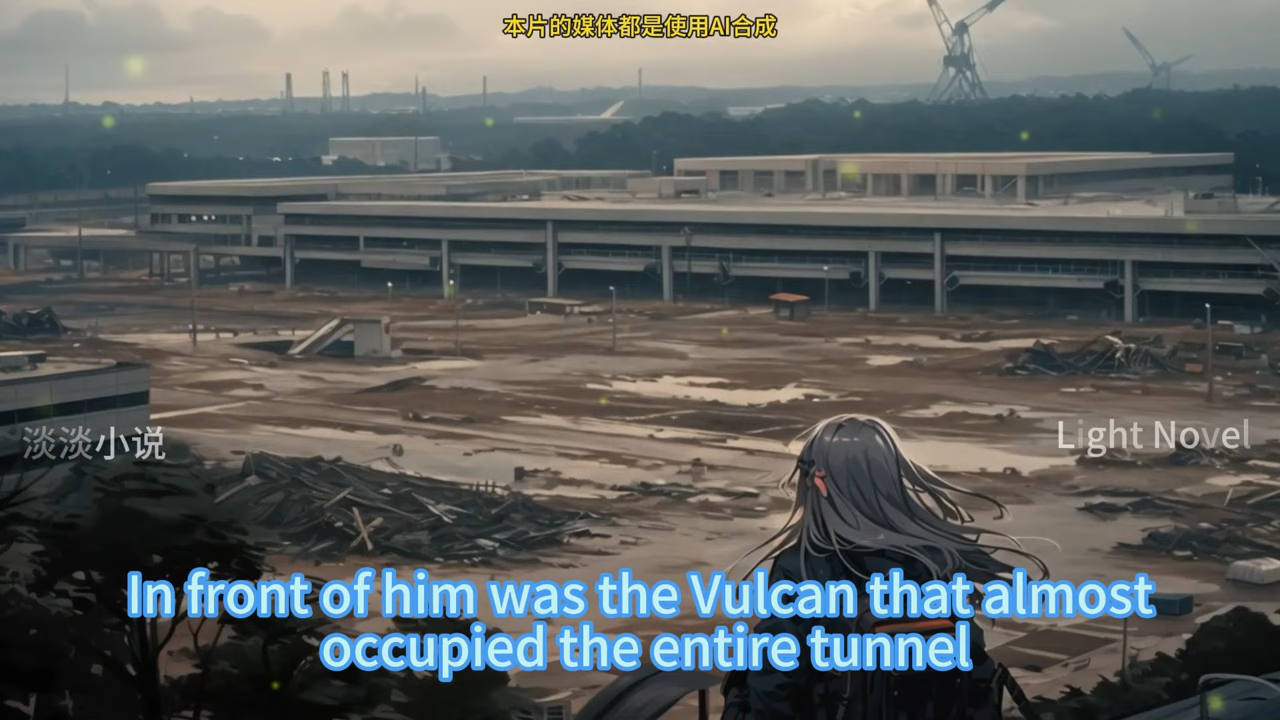 本片的媒体都是使用AI合成
淡淡小说
Light Novel
In front of him was the Vulcan that almost
occupied the entire tunnel